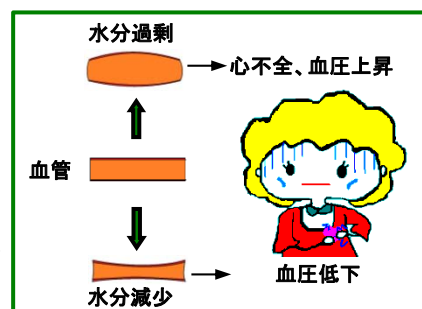 水分過剰
心不全、血圧上昇
血管
血圧低下
水分減少